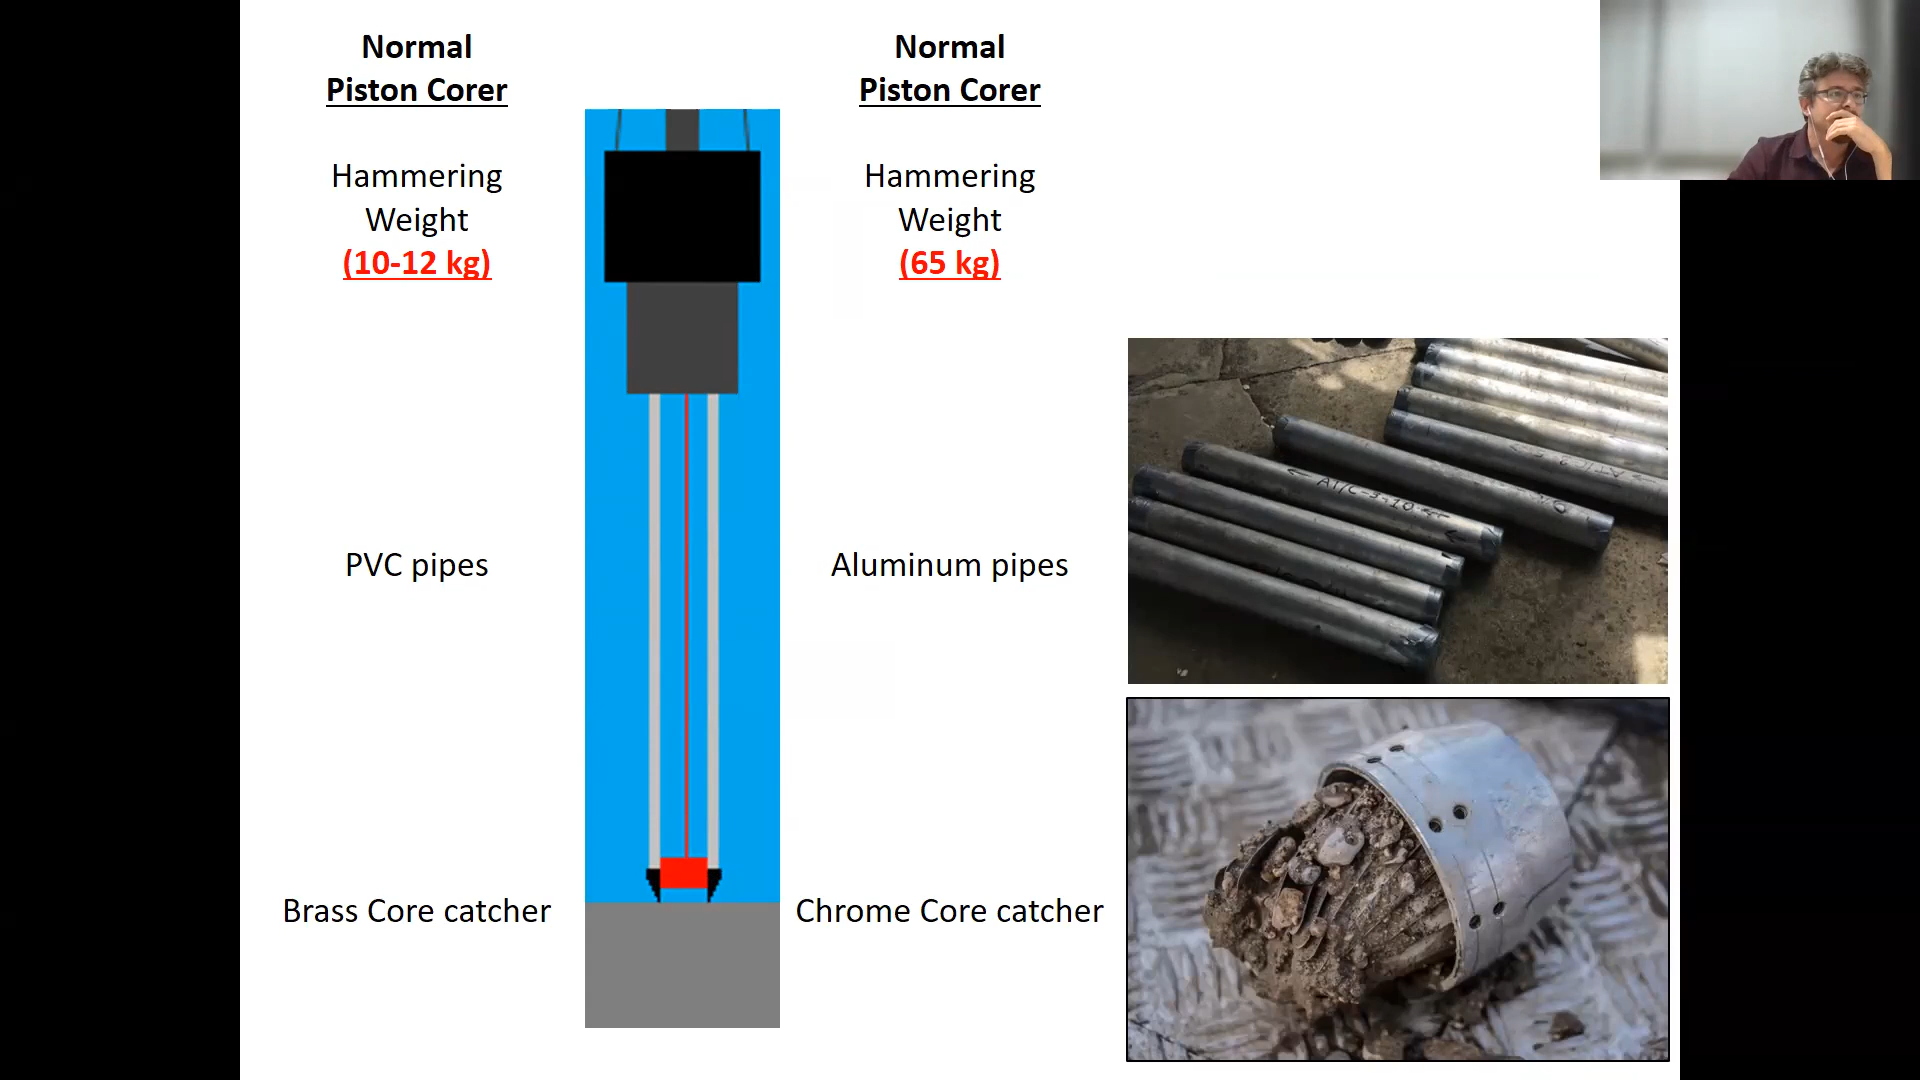 Normal
Piston Corer
Hammering
Weight
(10-12 kg)
PVC pipes
Brass Core catcher
Normal
Piston Corer
Hammering
Weight
(65 kg)
Aluminum pipes
Chrome Core catcher